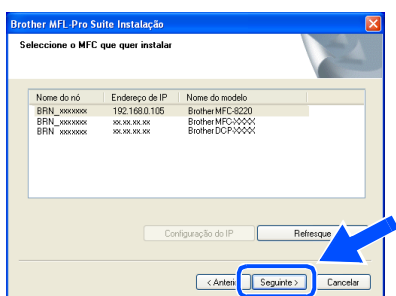 Brother MFL-Pro Suite Instalação
Seleccione o MFC que quer instalar
Nome do nó Endereço de IP Nome do modelo
BRN_xxxxxxx 192.168.0.105 Brother MFC-8220
BRN_xxxxxxx xx.xx.xx.xx Brother MFC-XXXX
BRN_xxxxxxx xx.xx.xx.xx Brother DCP-XXXX
Configuração do IP Refresque
< Anteri Seguinte > Cancelar